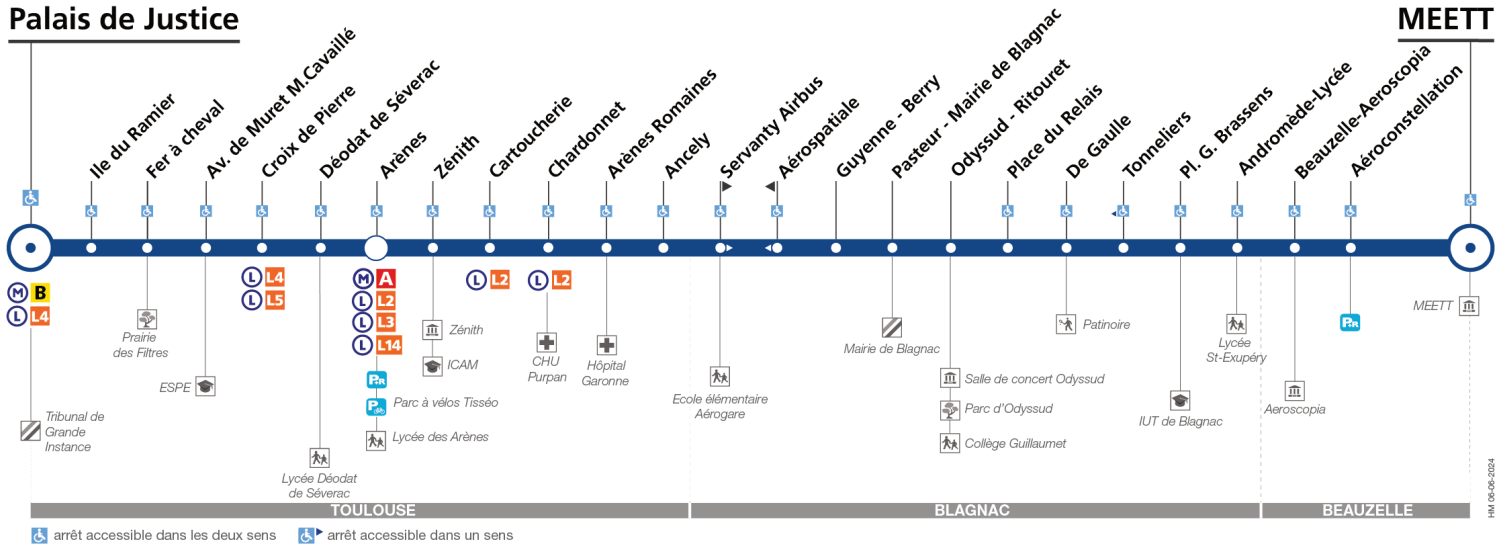 Palais de Justice
MEETT
Ile du Ramier
Fer à cheval
Av. de Muret M.Cavaillé
Croix de Pierre
Déodat de Séverac
Arènes
Zénith
Cartoucherie
Chardonnet
Arènes Romaines
Ancely
Servanty Airbus
Aérospatiale
Guyenne - Berry
Pasteur - Mairie de Blagnac
Odyssud - Ritouret
Place du Relais
De Gaulle
Tonneliers
Pl. G. Brassens
Andromède-Lycée
Beauzelle-Aeroscopia
Aéroconstellation
M B
L L4
Tribunal de
Grande
Instance
Prairie
des Filtres
ESPE
L L4
L L5
Lycée Déodat
de Séverac
M A
L L2
L L3
L L14
P+R
P
Parc à vélos Tisséo
Lycée des Arènes
Zénith
ICAM
L L2
L L2
CHU
Purpan
Hôpital
Garonne
Ecole élémentaire
Aérogare
Mairie de Blagnac
Salle de concert Odyssud
Parc d'Odyssud
Collège Guillaumet
Patinoire
IUT de Blagnac
Lycée
St-Exupéry
Aeroscopia
P+R
MEETT
TOULOUSE
BLAGNAC
BEAUZELLE
arrêt accessible dans les deux sens
arrêt accessible dans un sens
HM 06-06-2024